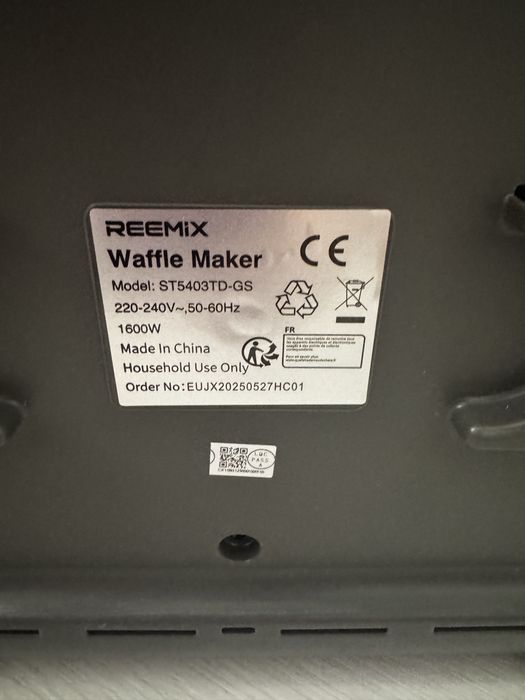 REEMiX
Waffle Maker
CE
Model: ST5403TD-GS
220-240V~,50-60Hz
1600W
Made In China
Household Use Only
Order No:EUJX20250527HC01
FR
PASS